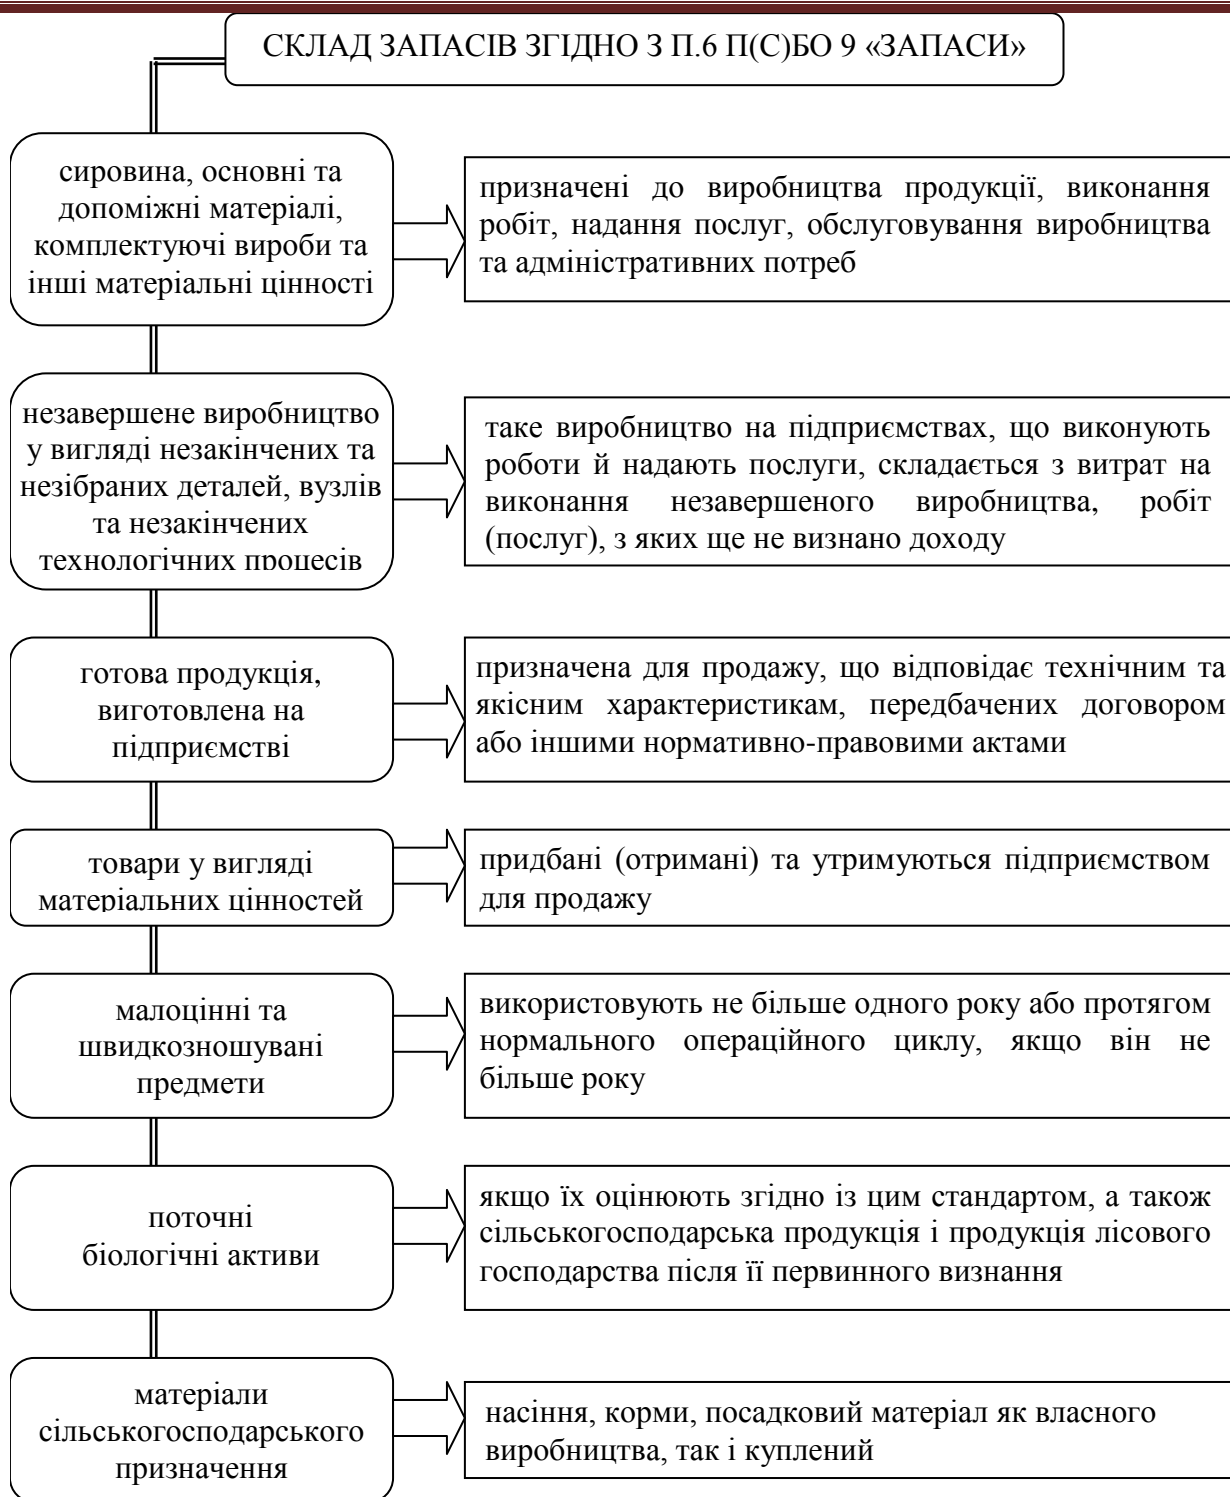 СКЛАД ЗАПАСІВ ЗГІДНО З П.6 П(С)БО 9 «ЗАПАСИ»
сировина, основні та
допоміжні матеріалі,
комплектуючі вироби та
інші матеріальні цінності
призначені до виробництва продукції, виконання
робіт, надання послуг, обслуговування виробництва
та адміністративних потреб
незавершене виробництво
у вигляді незакінчених та
незібраних деталей, вузлів
та незакінчених
технологічних процесів
таке виробництво на підприємствах, що виконують
роботи й надають послуги, складається з витрат на
виконання незавершеного виробництва, робіт
(послуг), з яких ще не визнано доходу
готова продукція,
виготовлена на
підприємстві
призначена для продажу, що відповідає технічним та
якісним характеристикам, передбачених договором
або іншими нормативно-правовими актами
товари у вигляді
матеріальних цінностей
придбані (отримані) та утримуються підприємством
для продажу
малоцінні та
швидкозношувані
предмети
використовують не більше одного року або протягом
нормального операційного циклу, якщо він не
більше року
поточні
біологічні активи
якщо їх оцінюють згідно із цим стандартом, а також
сільськогосподарська продукція і продукція лісового
господарства після її первинного визнання
матеріали
сільськогосподарського
призначення
насіння, корми, посадковий матеріал як власного
виробництва, так і куплений